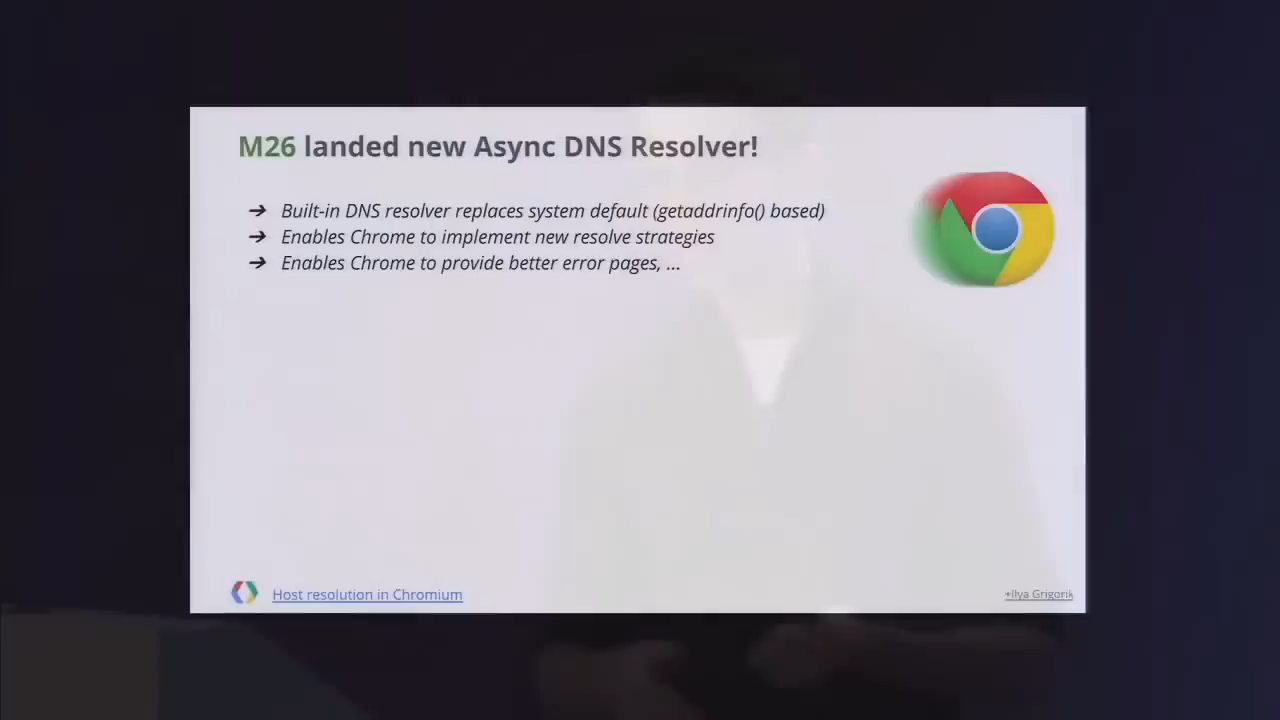 M26 landed new Async DNS Resolver!
➔ Built-in DNS resolver replaces system default (getaddrinfo() based)
➔ Enables Chrome to implement new resolve strategies
➔ Enables Chrome to provide better error pages, ...
Host resolution in Chromium
+Ilya Grigorik